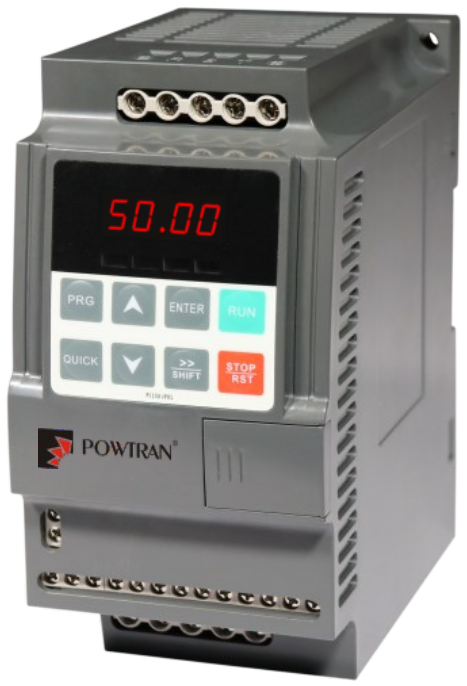 50.00
PRG
ENTER
RUN
QUICK
>>
SHIFT
STOP
RST
POWTRAN®